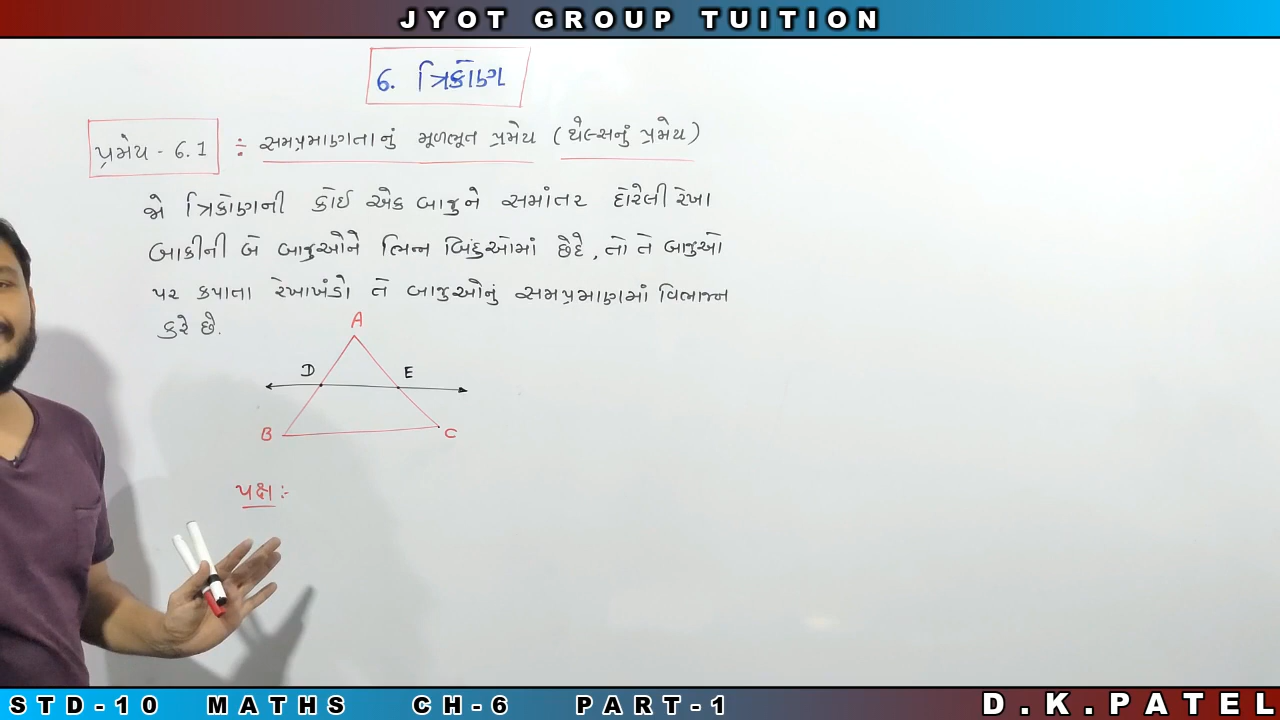 JYOT GROUP TUITION
6. ત્રિકોણ
પ્રમેય - 6.1 ÷ સમપ્રમાણતાનું મૂળભૂત પ્રમેય (થેલ્સનું પ્રમેય)
જો ત્રિકોણની કોઈ એક બાજુને સમાંતર દોરેલી રેખા
બાકીની બે બાજુઓને ભિન્ન બિંદુઓમાં છેદે, તો તે બાજુઓ
પર કપાતા રેખાખંડો તે બાજુઓનું સમપ્રમાણમાં વિભાજન
કરે છે.
A
D E
B C
પક્ષ :-
STD-10 MATHS CH-6 PART-1 D.K.PATEL